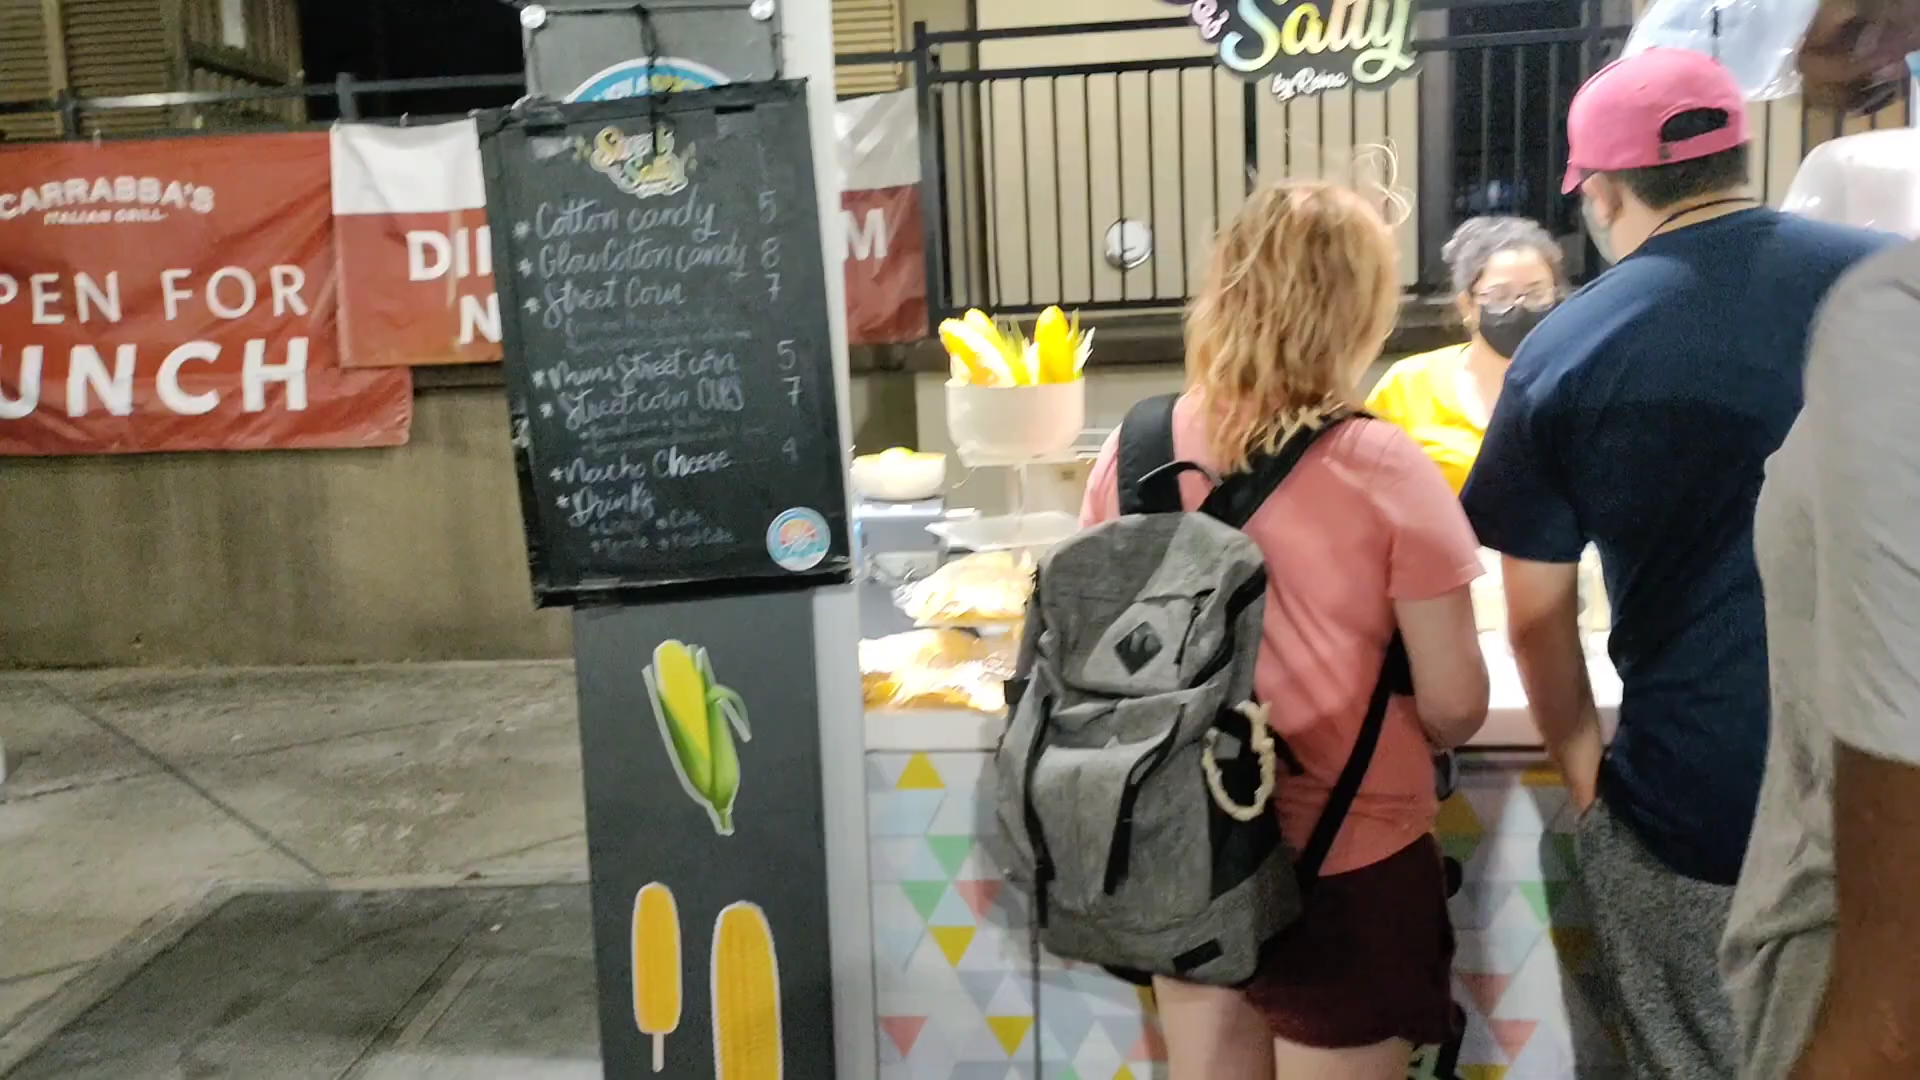 CARRABBA'S
ITALIAN GRILL
PEN FOR
UNCH
DI
N
M
Sweet &
Salty
* Cotton candy 5
* Glow Cotton candy 8
* Street Corn 7
* Mini Street corn 5
* Street corn CUPS 7
* Nacho Cheese 4
* Drinks
Salty
by Reina